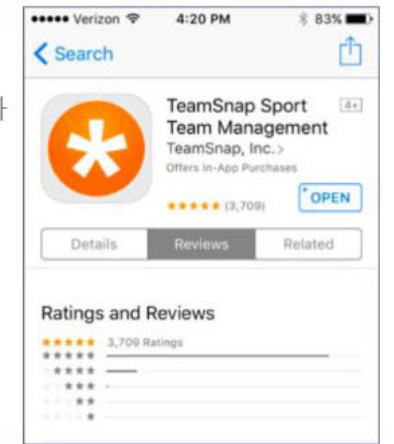 Verizon 4:20 PM 83%
Search
TeamSnap Sport 4+
Team Management
TeamSnap, Inc. >
Offers In-App Purchases
(3,709)
+ OPEN
Details Reviews Related
Ratings and Reviews
3,709 Ratings